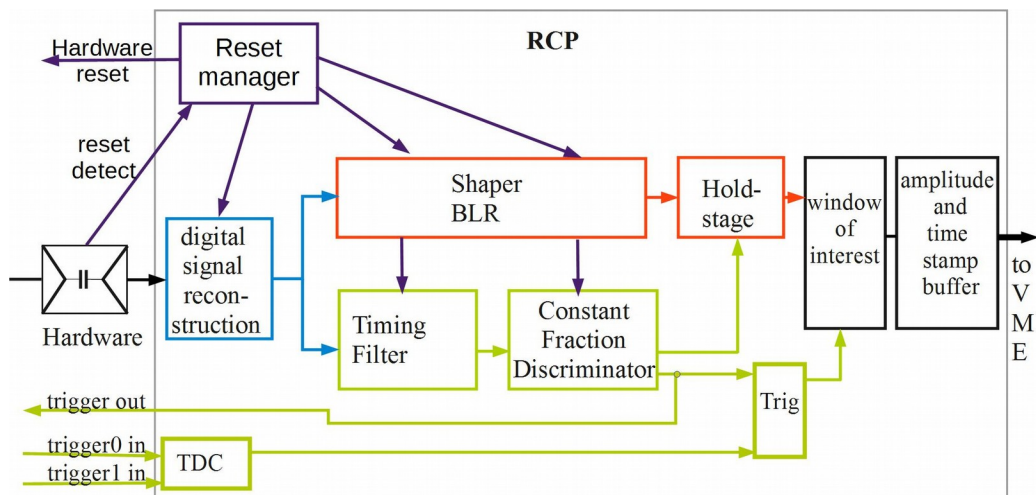 RCP
Hardware
reset
Reset
manager
reset
detect
Shaper
BLR
Hold-
stage
window
of
interest
amplitude
and
time
stamp
buffer
digital
signal
recon-
struction
Hardware
Timing
Filter
Constant
Fraction
Discriminator
to
V
M
E
Trig
trigger out
trigger0 in
trigger1 in
TDC